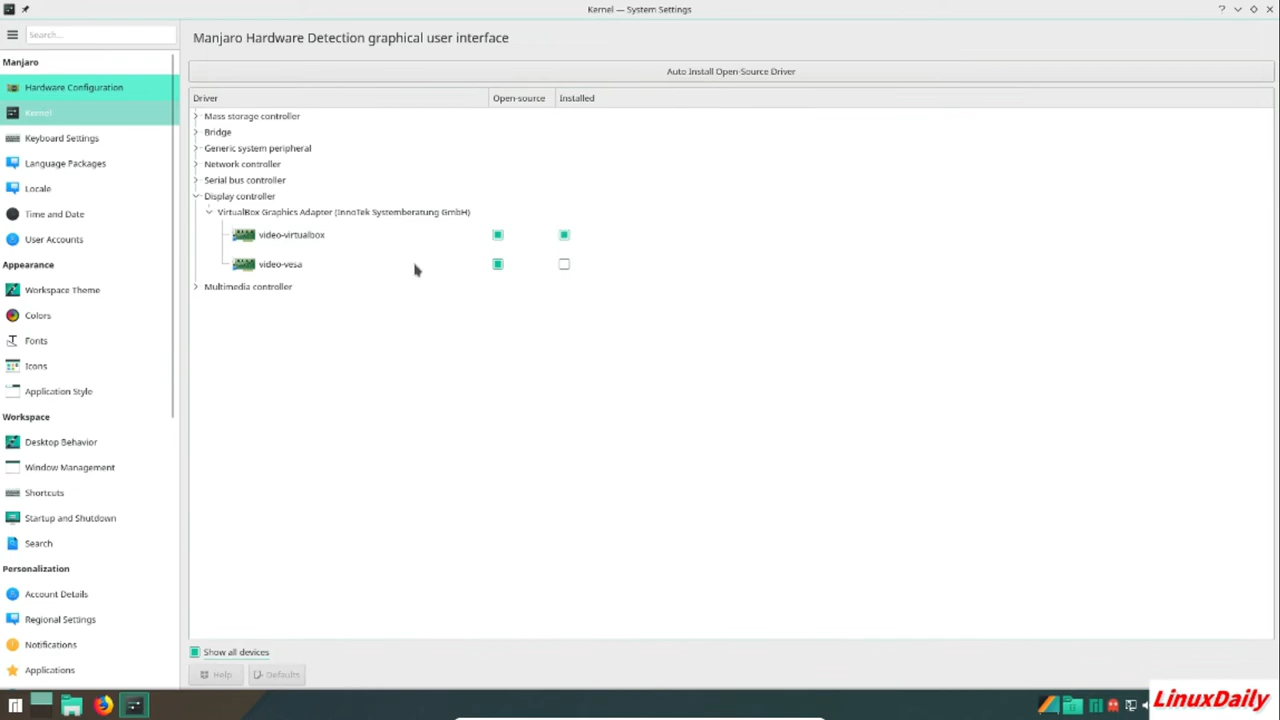 Kernel — System Settings
Search...
Manjaro
Hardware Configuration
Kernel
Keyboard Settings
Language Packages
Locale
Time and Date
User Accounts
Appearance
Workspace Theme
Colors
Fonts
Icons
Application Style
Workspace
Desktop Behavior
Window Management
Shortcuts
Startup and Shutdown
Search
Personalization
Account Details
Regional Settings
Notifications
Applications
Manjaro Hardware Detection graphical user interface
Auto Install Open-Source Driver
Driver Open-source Installed
Mass storage controller
Bridge
Generic system peripheral
Network controller
Serial bus controller
Display controller
VirtualBox Graphics Adapter (InnoTek Systemberatung GmbH)
video-virtualbox
video-vesa
Multimedia controller
Show all devices
Help Defaults
LinuxDaily